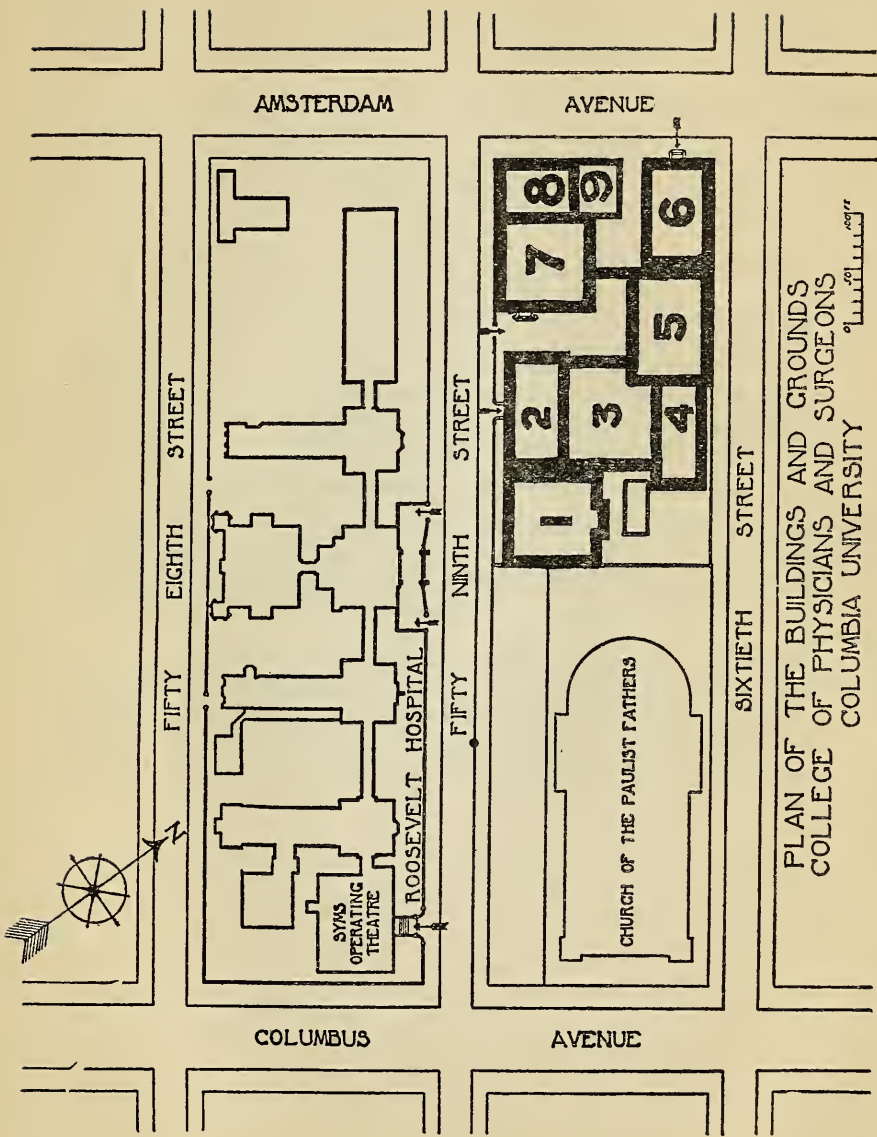 AMSTERDAM AVENUE
FIFTY EIGHTH STREET
FIFTY NINTH STREET
SIXTIETH STREET
ROOSEVELT HOSPITAL
SYMS
OPERATING
THEATRE
N
8
9
6
7
5
2
3
4
1
CHURCH OF THE PAULIST FATHERS
COLUMBUS AVENUE
PLAN OF THE BUILDINGS AND GROUNDS
COLLEGE OF PHYSICIANS AND SURGEONS
COLUMBIA UNIVERSITY